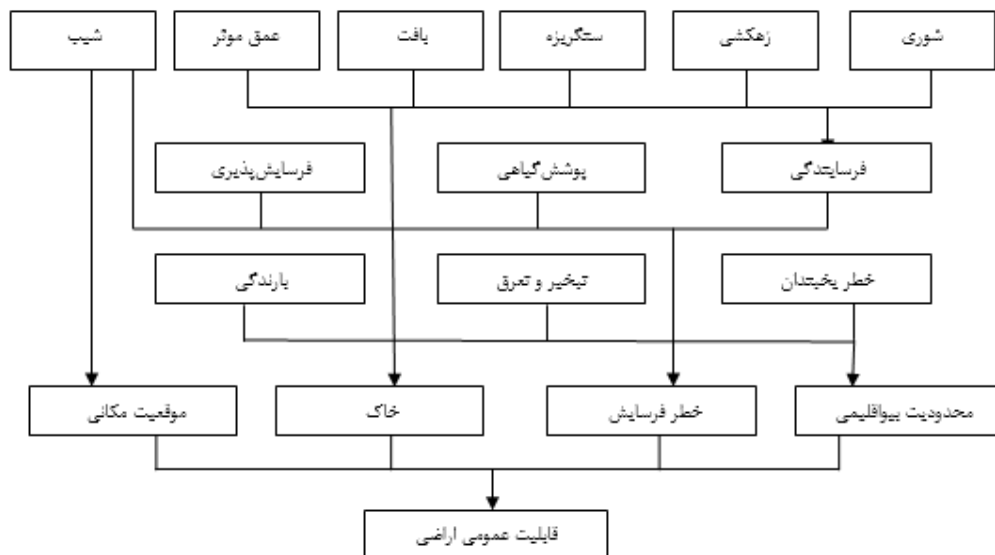 شوری
زهکشی
سنگریزه
بافت
عمق موثر
شیب
فرسایندگی
پوشش‌گیاهی
فرسایش‌پذیری
خطر یخبندان
تبخیر و تعرق
بارندگی
محدودیت بیواقلیمی
خطر فرسایش
خاک
موقعیت مکانی
قابلیت عمومی اراضی